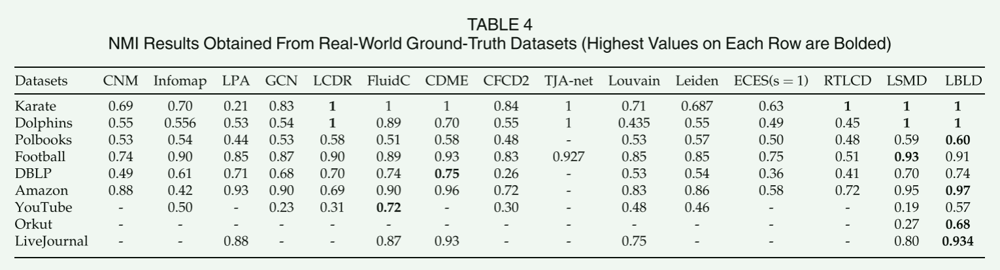 TABLE 4
NMI Results Obtained From Real-World Ground-Truth Datasets (Highest Values on Each Row are Bolded)
Datasets CNM Infomap LPA GCN LCDR FluidC CDME CFCD2 TJA-net Louvain Leiden ECES(s = 1) RTLCD LSMD LBLD
Karate 0.69 0.70 0.21 0.83 1 1 1 0.84 1 0.71 0.687 0.63 1 1 1
Dolphins 0.55 0.556 0.53 0.54 1 0.89 0.70 0.55 1 0.435 0.55 0.49 0.45 1 1
Polbooks 0.53 0.54 0.44 0.53 0.58 0.51 0.58 0.48 - 0.53 0.57 0.50 0.48 0.59 0.60
Football 0.74 0.90 0.85 0.87 0.90 0.89 0.93 0.83 0.927 0.85 0.85 0.75 0.51 0.93 0.91
DBLP 0.49 0.61 0.71 0.68 0.70 0.74 0.75 0.26 - 0.53 0.54 0.36 0.41 0.70 0.74
Amazon 0.88 0.42 0.93 0.90 0.69 0.90 0.96 0.72 - 0.83 0.86 0.58 0.72 0.95 0.97
YouTube - 0.50 - 0.23 0.31 0.72 - 0.30 - 0.48 0.46 - - 0.19 0.57
Orkut - - - - - - - - - - - - - 0.27 0.68
LiveJournal - - 0.88 - - 0.87 0.93 - - 0.75 - - - 0.80 0.934